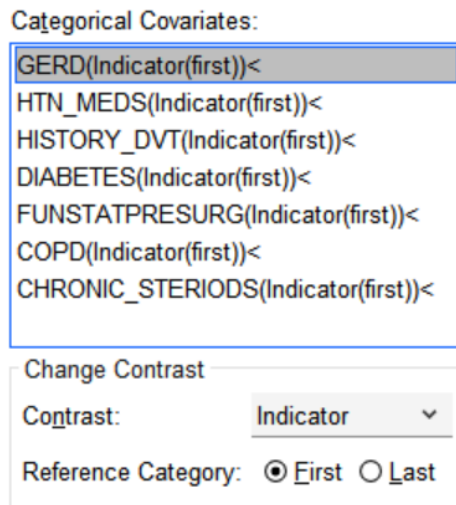 Categorical Covariates:
GERD(Indicator(first))<
HTN_MEDS(Indicator(first))<
HISTORY_DVT(Indicator(first))<
DIABETES(Indicator(first))<
FUNSTATPRESURG(Indicator(first))<
COPD(Indicator(first))<
CHRONIC_STERIODS(Indicator(first))<
Change Contrast
Contrast: Indicator
Reference Category: First Last